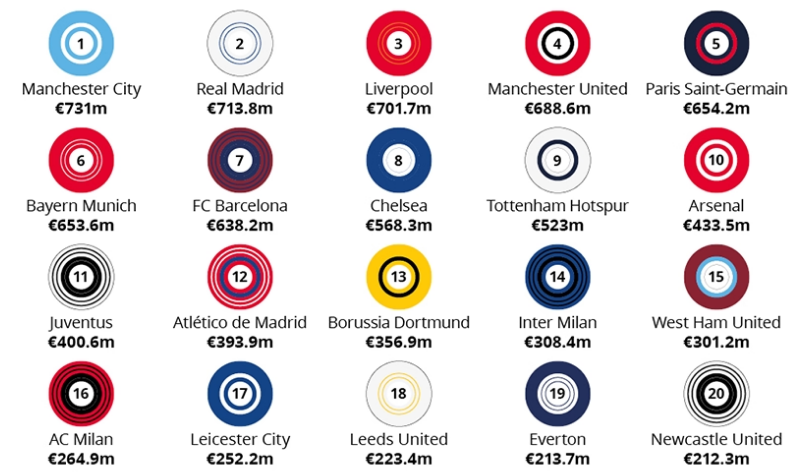 1 2 3 4 5
Manchester City Real Madrid Liverpool Manchester United Paris Saint-Germain
€731m €713.8m €701.7m €688.6m €654.2m
6 7 8 9 10
Bayern Munich FC Barcelona Chelsea Tottenham Hotspur Arsenal
€653.6m €638.2m €568.3m €523m €433.5m
11 12 13 14 15
Juventus Atlético de Madrid Borussia Dortmund Inter Milan West Ham United
€400.6m €393.9m €356.9m €308.4m €301.2m
16 17 18 19 20
AC Milan Leicester City Leeds United Everton Newcastle United
€264.9m €252.2m €223.4m €213.7m €212.3m